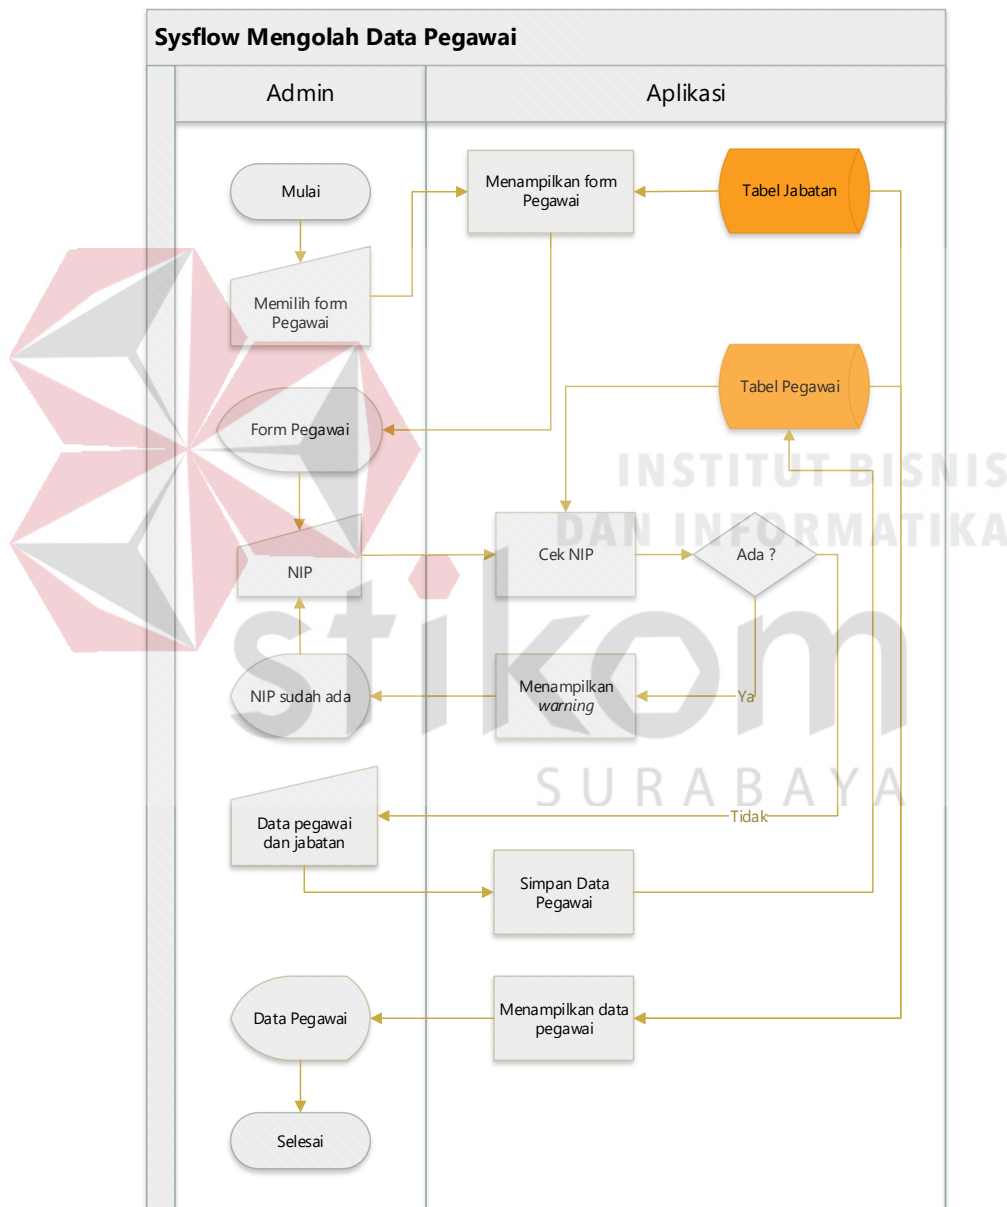 Sysflow Mengolah Data Pegawai
Admin
Aplikasi
Mulai
Menampilkan form
Pegawai
Tabel Jabatan
Memilih form
Pegawai
Tabel Pegawai
Form Pegawai
INSTITUT BISNIS
DAN INFORMATIKA
NIP
Cek NIP
Ada ?
stikom
NIP sudah ada
Menampilkan
warning
Ya
SURABAYA
Data pegawai
dan jabatan
Tidak
Simpan Data
Pegawai
Data Pegawai
Menampilkan data
pegawai
Selesai